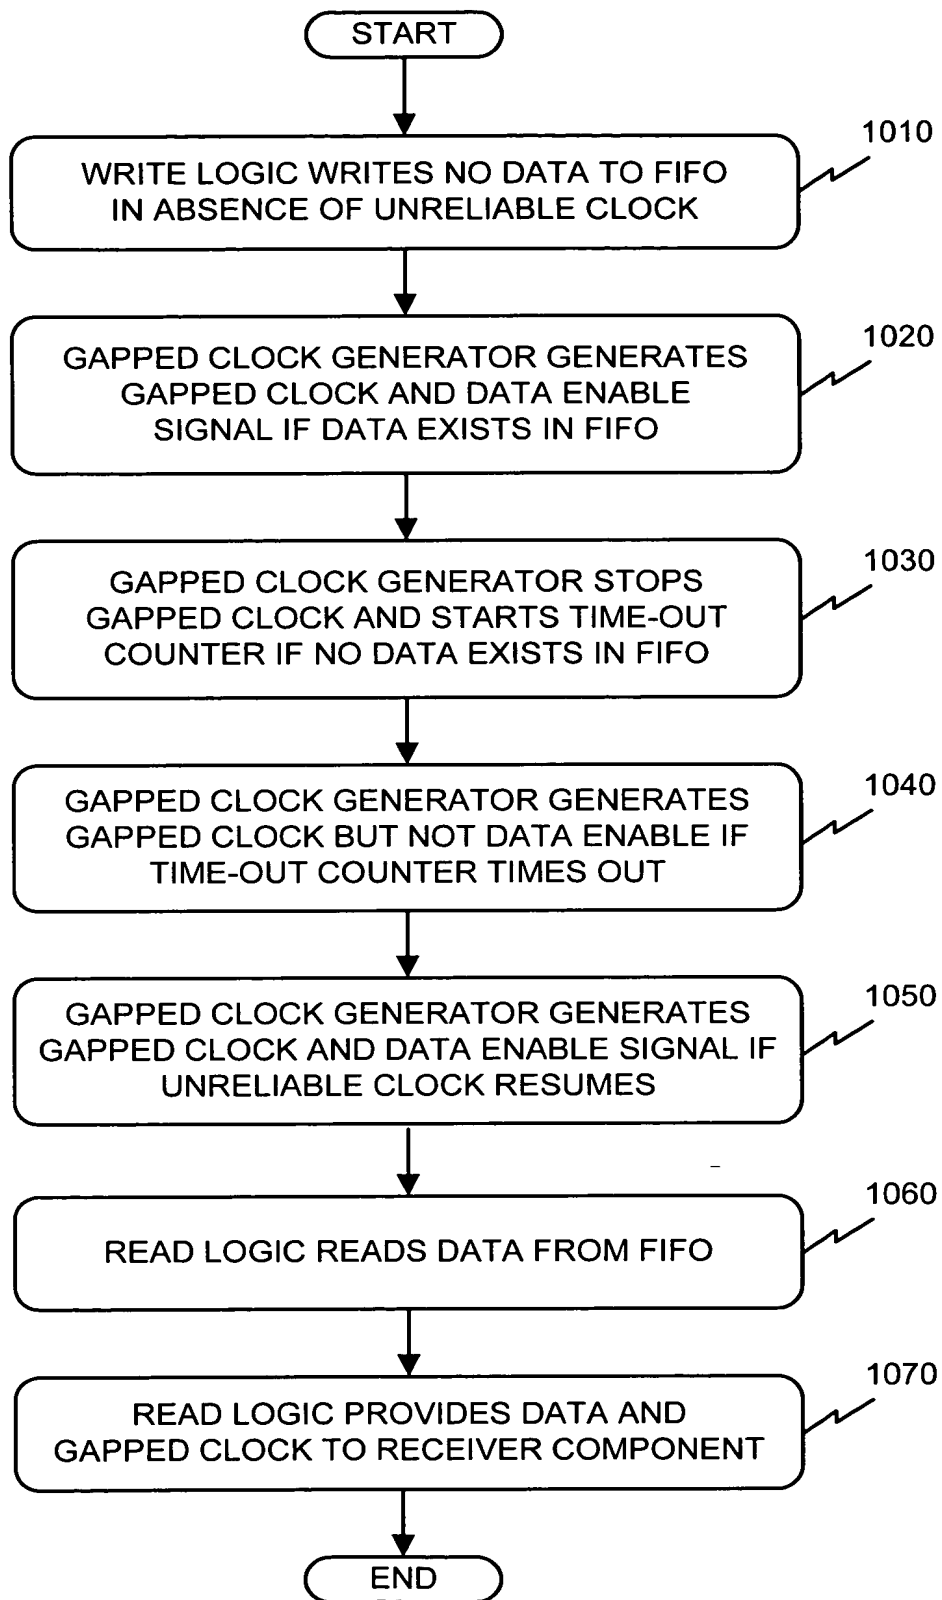 START
1010
WRITE LOGIC WRITES NO DATA TO FIFO
IN ABSENCE OF UNRELIABLE CLOCK
1020
GAPPED CLOCK GENERATOR GENERATES
GAPPED CLOCK AND DATA ENABLE
SIGNAL IF DATA EXISTS IN FIFO
1030
GAPPED CLOCK GENERATOR STOPS
GAPPED CLOCK AND STARTS TIME-OUT
COUNTER IF NO DATA EXISTS IN FIFO
1040
GAPPED CLOCK GENERATOR GENERATES
GAPPED CLOCK BUT NOT DATA ENABLE IF
TIME-OUT COUNTER TIMES OUT
1050
GAPPED CLOCK GENERATOR GENERATES
GAPPED CLOCK AND DATA ENABLE SIGNAL IF
UNRELIABLE CLOCK RESUMES
1060
READ LOGIC READS DATA FROM FIFO
1070
READ LOGIC PROVIDES DATA AND
GAPPED CLOCK TO RECEIVER COMPONENT
END